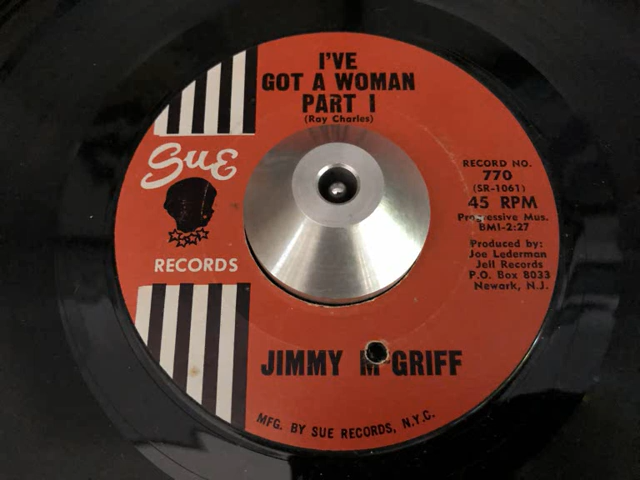 I'VE
GOT A WOMAN
PART I
(Ray Charles)
SuE
RECORDS
RECORD NO.
770
(SR-1061)
45 RPM
Progressive Mus.
BMI-2:27
Produced by:
Joe Lederman
Jell Records
P.O. Box 8033
Newark, N.J.
JIMMY McGRIFF
MFG. BY SUE RECORDS, N.Y.C.